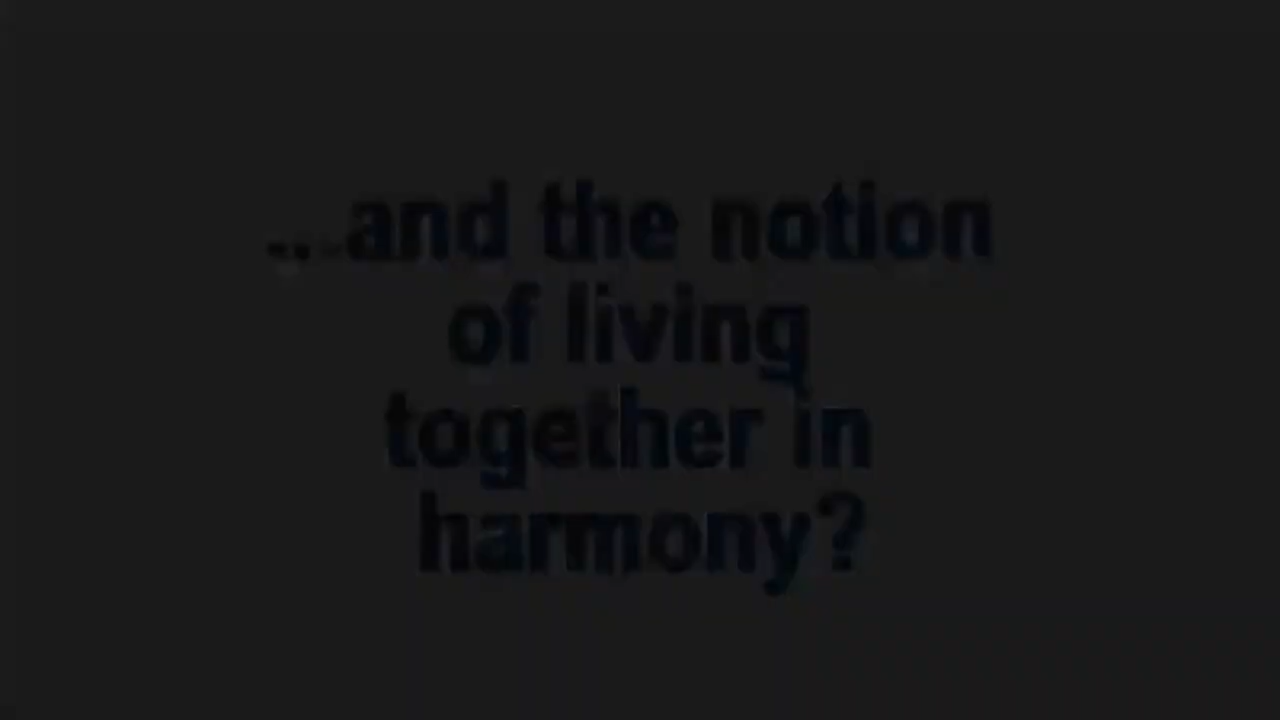 ...and the notion
of living
together in
harmony?